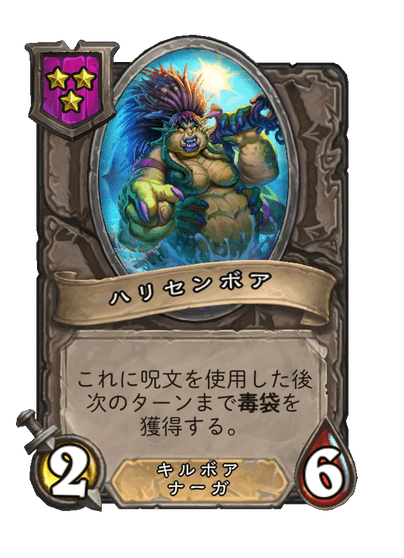 ハリセンボア
これに呪文を使用した後
次のターンまで毒袋を
獲得する。
2
キルボア
ナーガ
6